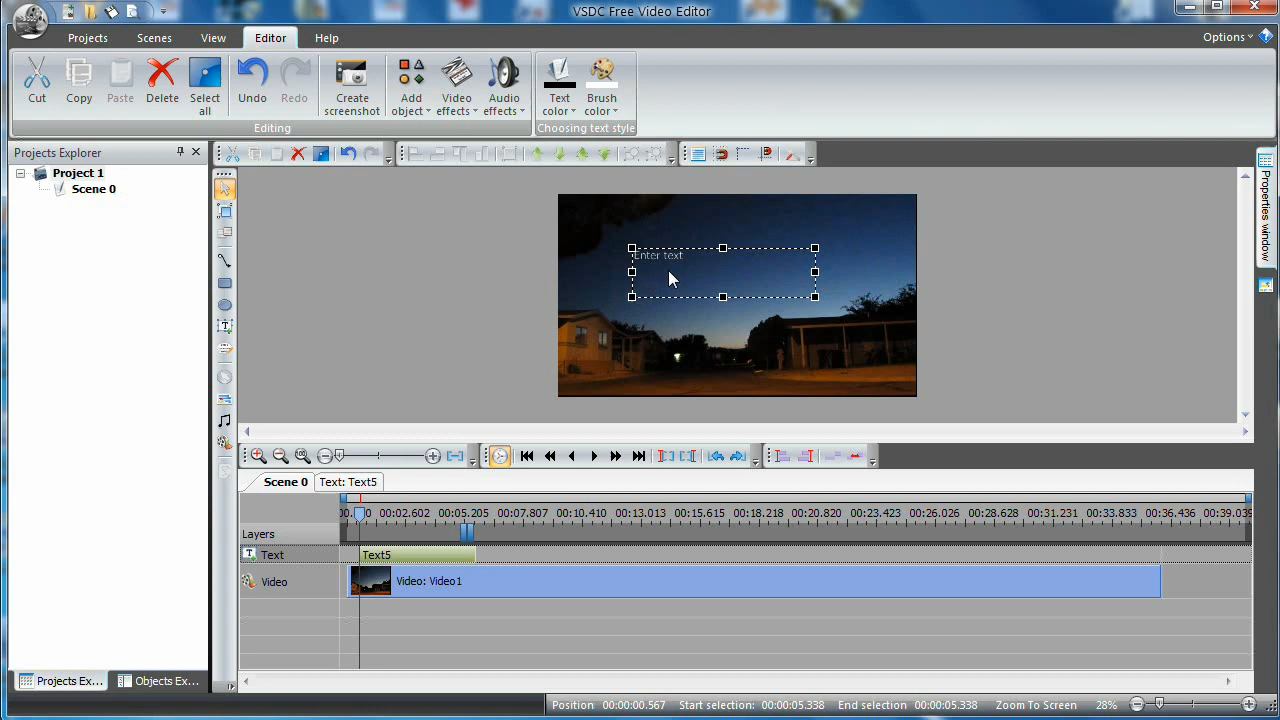 VSDC Free Video Editor
Projects Scenes View Editor Help
Options
Cut Copy Paste Delete Select all Undo Redo Create screenshot Add object Video effects Audio effects Text color Brush color
Editing Choosing text style
Projects Explorer
Project 1
Scene 0
Properties window
Enter text
Scene 0 Text: Text5
00:02.602 00:05.205 00:07.807 00:10.410 00:13.013 00:15.615 00:18.218 00:20.820 00:23.423 00:26.026 00:28.628 00:31.231 00:33.833 00:36.436
Layers
Text Text5
Video Video: Video1
Projects Ex... Objects Ex...
Position 00:00:00.567 Start selection: 00:00:05.338 End selection: 00:00:05.338 Zoom To Screen 28%